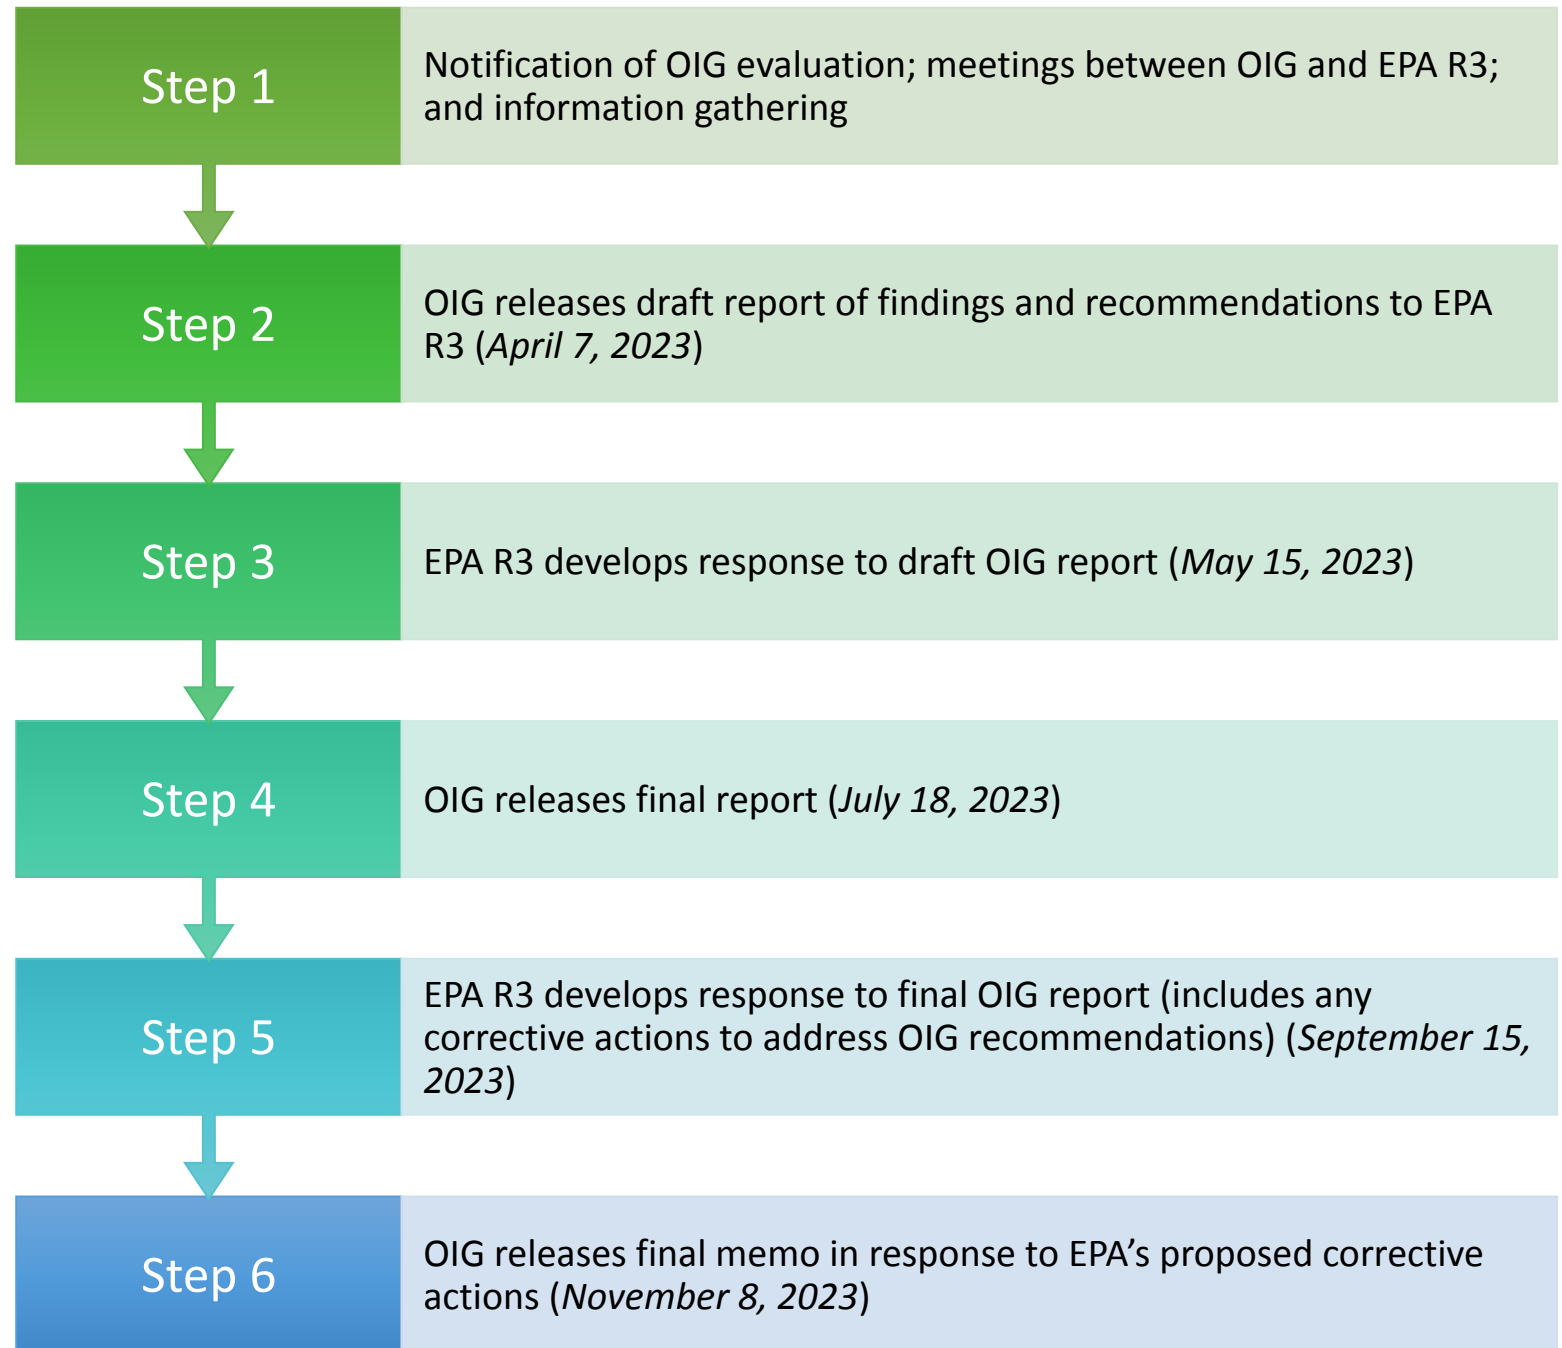 Step 1
Notification of OIG evaluation; meetings between OIG and EPA R3;
and information gathering
Step 2
OIG releases draft report of findings and recommendations to EPA
R3 (April 7, 2023)
Step 3
EPA R3 develops response to draft OIG report (May 15, 2023)
Step 4
OIG releases final report (July 18, 2023)
Step 5
EPA R3 develops response to final OIG report (includes any
corrective actions to address OIG recommendations) (September 15,
2023)
Step 6
OIG releases final memo in response to EPA’s proposed corrective
actions (November 8, 2023)